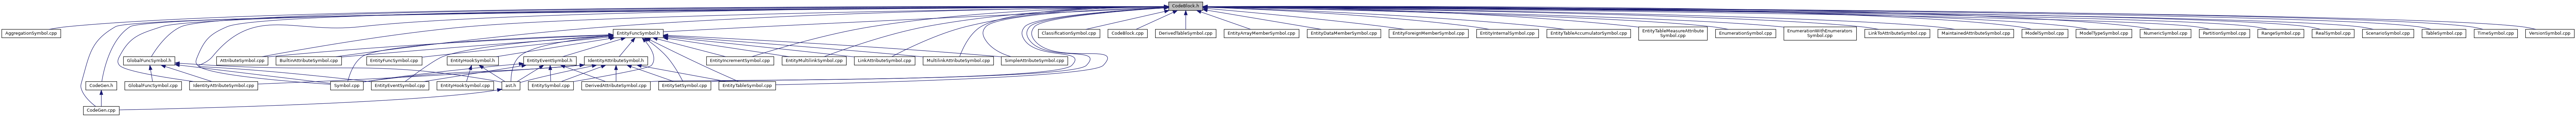 CodeBlock.h
AggregationSymbol.cpp
EntityFuncSymbol.h
ClassificationSymbol.cpp
CodeBlock.cpp
DerivedTableSymbol.cpp
EntityArrayMemberSymbol.cpp
EntityDataMemberSymbol.cpp
EntityForeignMemberSymbol.cpp
EntityInternalSymbol.cpp
EntityTableAccumulatorSymbol.cpp
EntityTableMeasureAttribute
Symbol.cpp
EnumerationSymbol.cpp
EnumerationWithEnumerators
Symbol.cpp
LinkToAttributeSymbol.cpp
MaintainedAttributeSymbol.cpp
ModelSymbol.cpp
ModelTypeSymbol.cpp
NumericSymbol.cpp
PartitionSymbol.cpp
RangeSymbol.cpp
RealSymbol.cpp
ScenarioSymbol.cpp
TableSymbol.cpp
TimeSymbol.cpp
VersionSymbol.cpp
GlobalFuncSymbol.h
AttributeSymbol.cpp
BuiltinAttributeSymbol.cpp
EntityFuncSymbol.cpp
EntityHookSymbol.h
EntityEventSymbol.h
IdentityAttributeSymbol.h
EntityIncrementSymbol.cpp
EntityMultilinkSymbol.cpp
LinkAttributeSymbol.cpp
MultilinkAttributeSymbol.cpp
SimpleAttributeSymbol.cpp
CodeGen.h
GlobalFuncSymbol.cpp
IdentityAttributeSymbol.cpp
Symbol.cpp
EntityEventSymbol.cpp
EntityHookSymbol.cpp
ast.h
EntitySymbol.cpp
DerivedAttributeSymbol.cpp
EntitySetSymbol.cpp
EntityTableSymbol.cpp
CodeGen.cpp